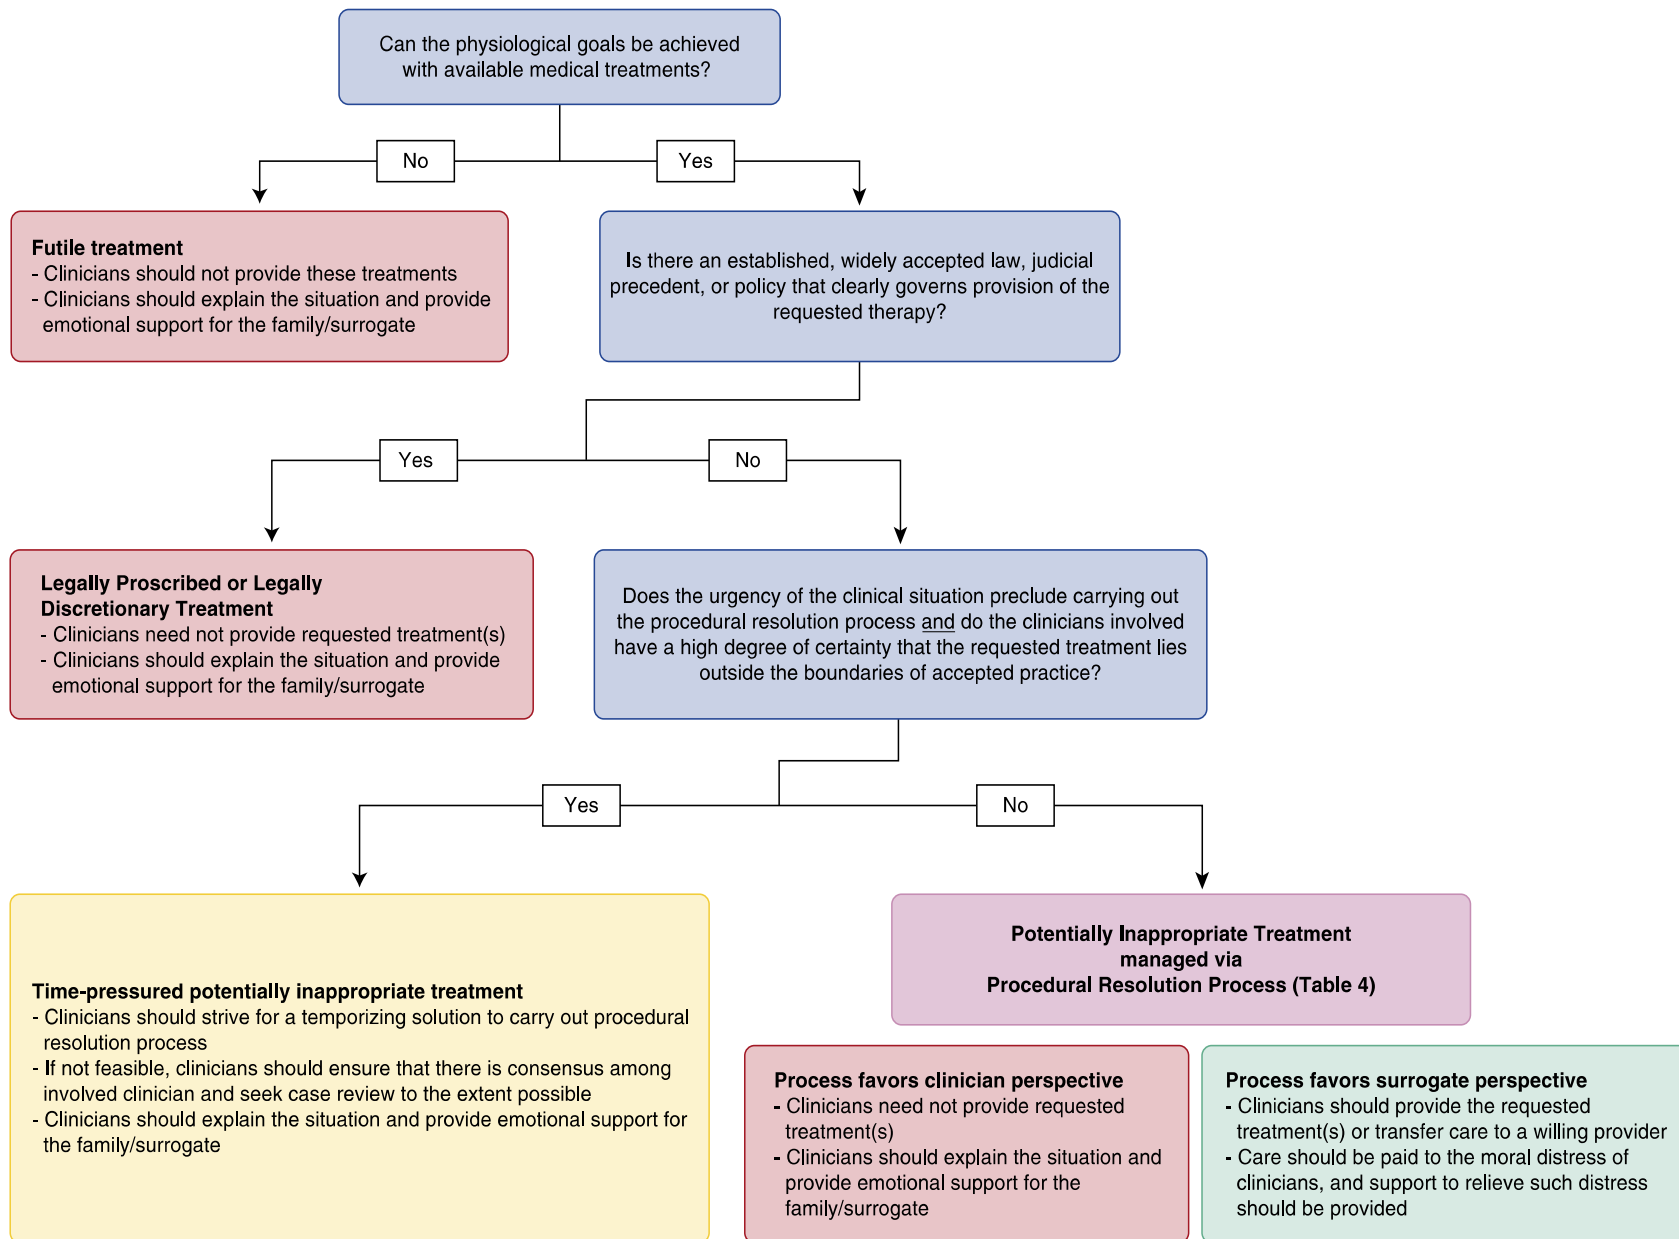 Can the physiological goals be achieved
with available medical treatments?
No
Yes
Futile treatment
- Clinicians should not provide these treatments
- Clinicians should explain the situation and provide
emotional support for the family/surrogate
Is there an established, widely accepted law, judicial
precedent, or policy that clearly governs provision of the
requested therapy?
Yes
No
Legally Proscribed or Legally
Discretionary Treatment
- Clinicians need not provide requested treatment(s)
- Clinicians should explain the situation and provide
emotional support for the family/surrogate
Does the urgency of the clinical situation preclude carrying out
the procedural resolution process and do the clinicians involved
have a high degree of certainty that the requested treatment lies
outside the boundaries of accepted practice?
Yes
No
Time-pressured potentially inappropriate treatment
- Clinicians should strive for a temporizing solution to carry out procedural
resolution process
- If not feasible, clinicians should ensure that there is consensus among
involved clinician and seek case review to the extent possible
- Clinicians should explain the situation and provide emotional support for
the family/surrogate
Potentially Inappropriate Treatment
managed via
Procedural Resolution Process (Table 4)
Process favors clinician perspective
- Clinicians need not provide requested
treatment(s)
- Clinicians should explain the situation and
provide emotional support for the
family/surrogate
Process favors surrogate perspective
- Clinicians should provide the requested
treatment(s) or transfer care to a willing provider
- Care should be paid to the moral distress of
clinicians, and support to relieve such distress
should be provided